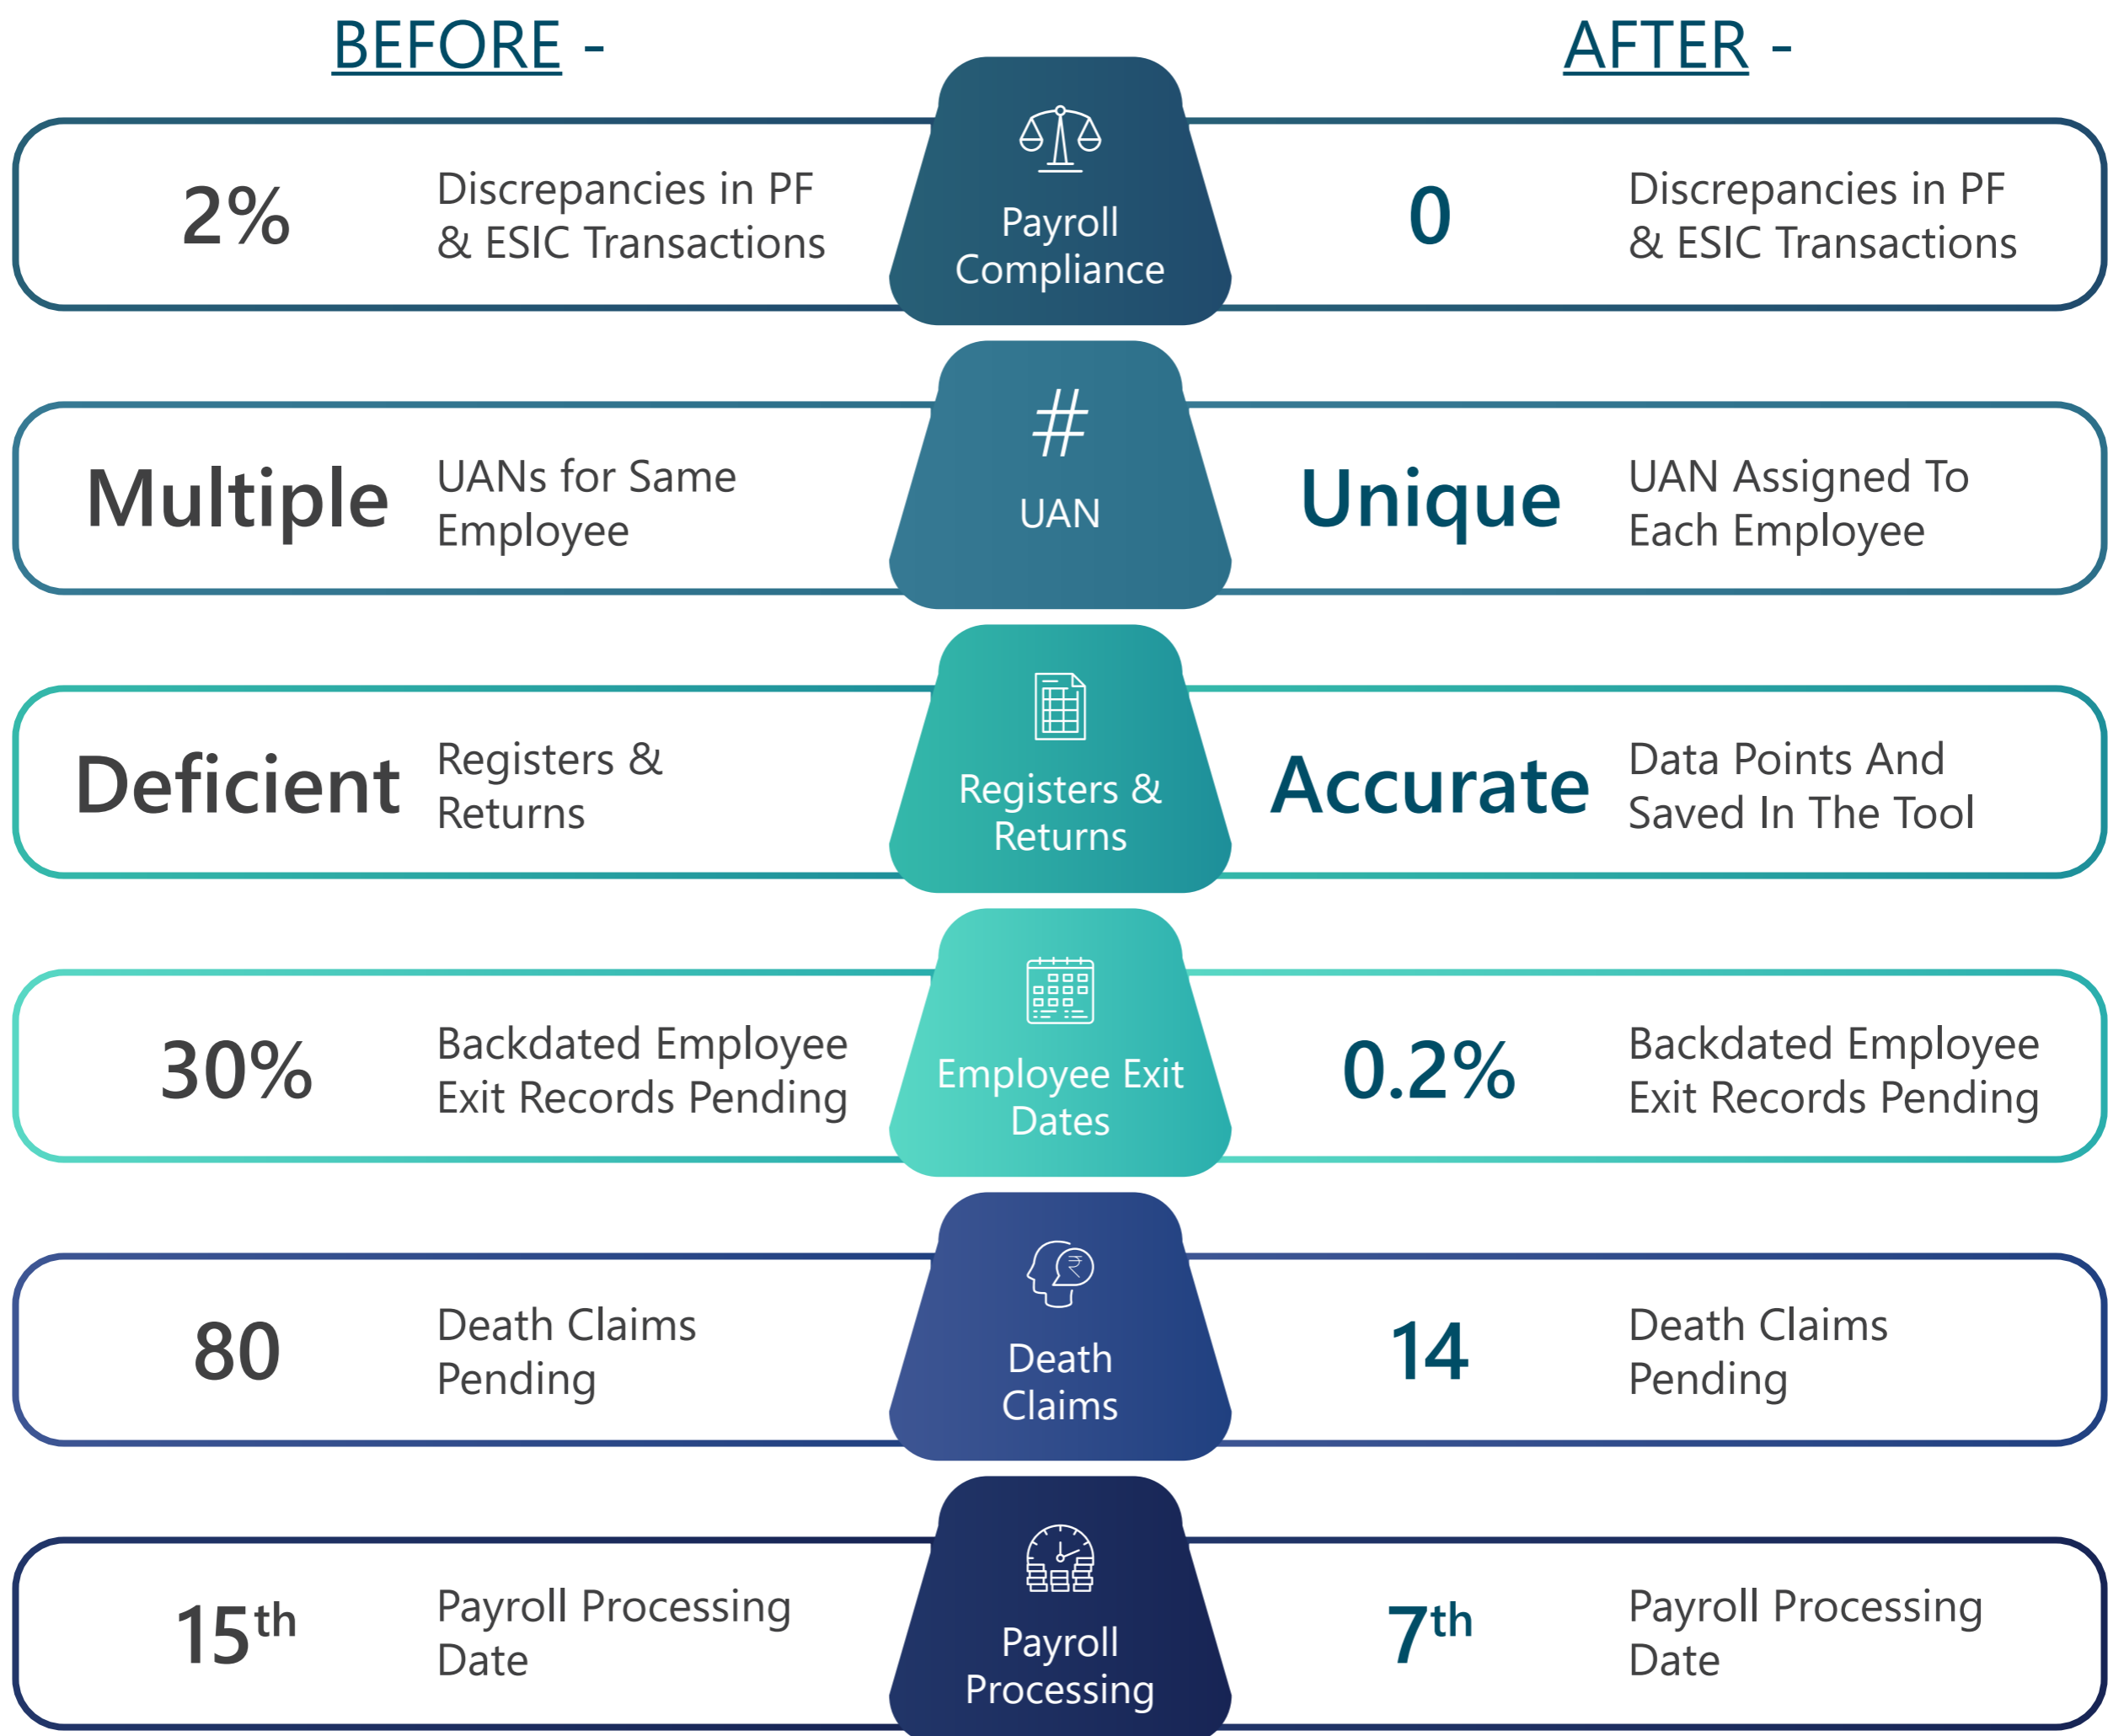 BEFORE -
AFTER -
2%
Discrepancies in PF
& ESIC Transactions
Payroll
Compliance
0
Discrepancies in PF
& ESIC Transactions
Multiple
UANs for Same
Employee
#
UAN
Unique
UAN Assigned To
Each Employee
Deficient
Registers &
Returns
Registers &
Returns
Accurate
Data Points And
Saved In The Tool
30%
Backdated Employee
Exit Records Pending
Employee Exit
Dates
0.2%
Backdated Employee
Exit Records Pending
80
Death Claims
Pending
₹
Death
Claims
14
Death Claims
Pending
15th
Payroll Processing
Date
Payroll
Processing
7th
Payroll Processing
Date